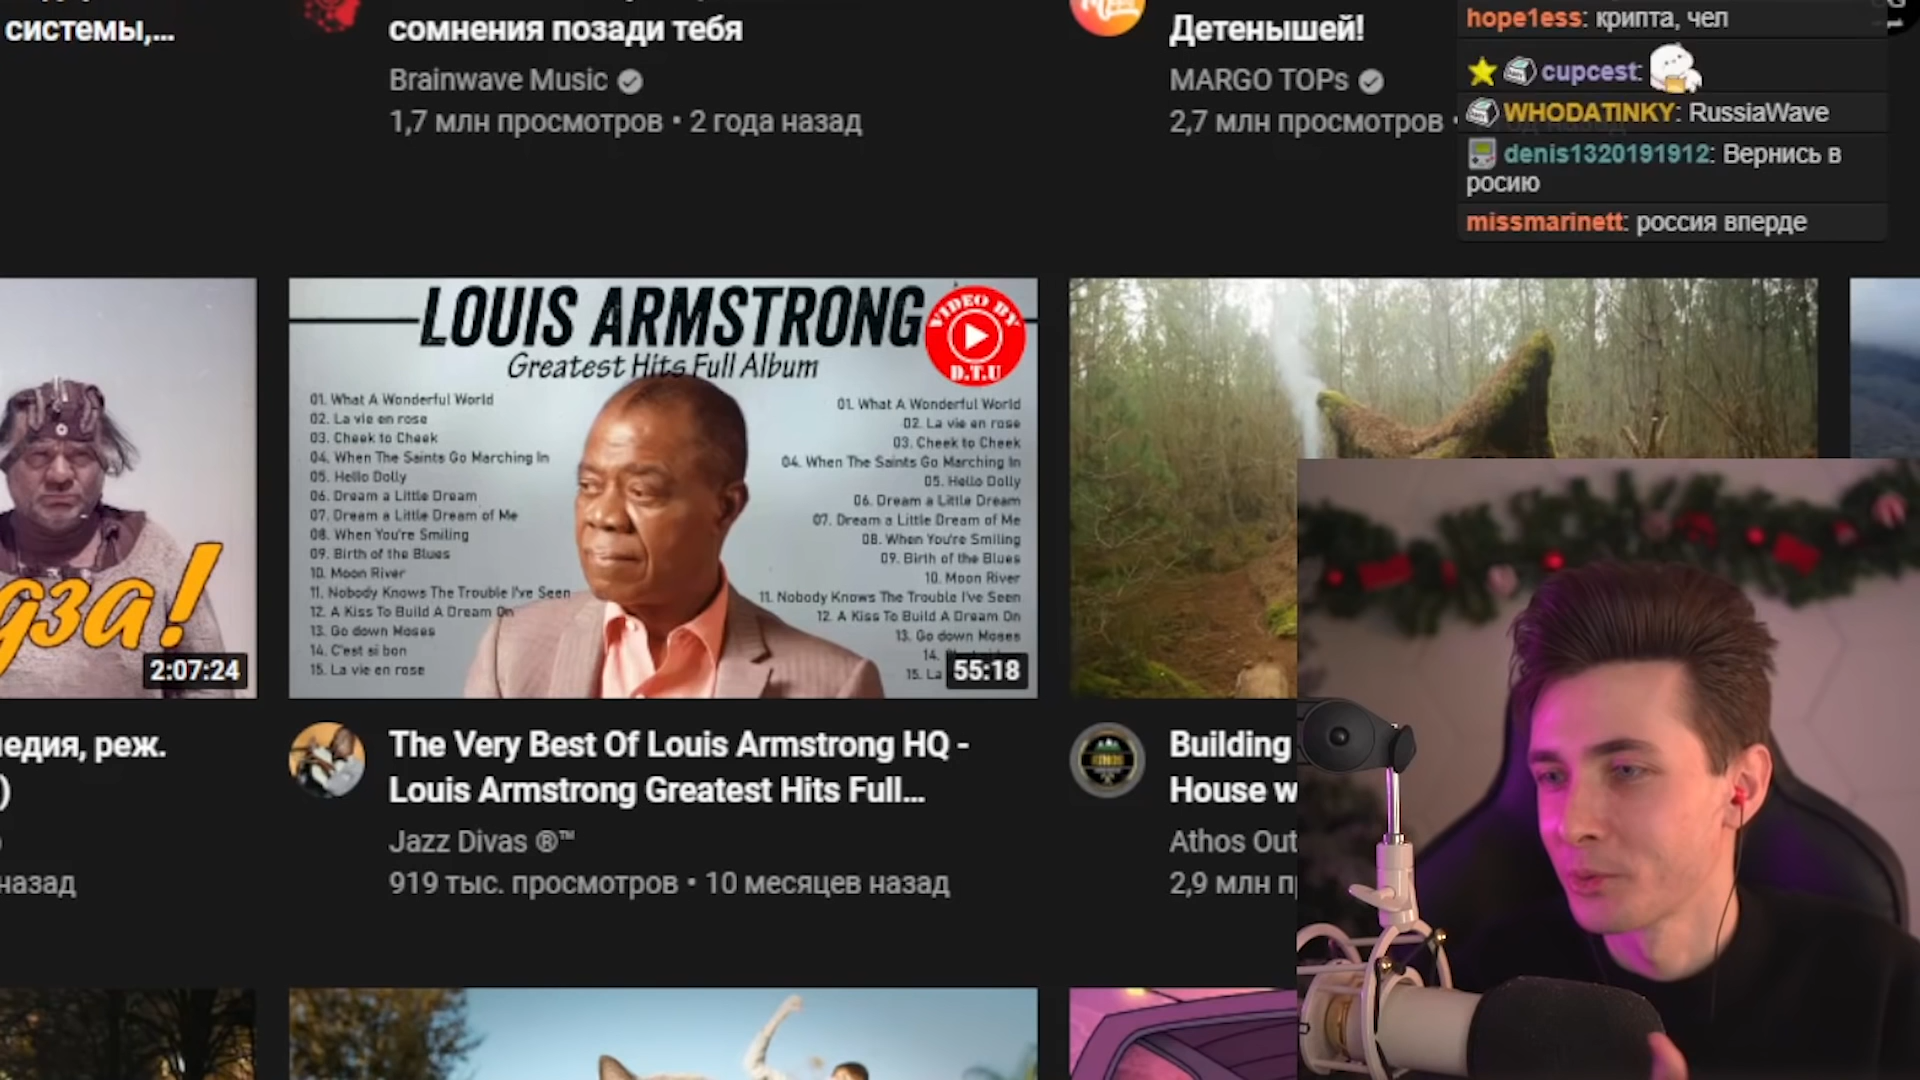 системы,...
сомнения позади тебя
Brainwave Music
1,7 млн просмотров • 2 года назад
Детенышей!
MARGO TOPs
2,7 млн просмотров •
hope1ess: крипта, чел
cupcest:
WHODATINKY: RussiaWave
denis1320191912: Вернись в
росию
missmarinett: россия вперде
дза!
2:07:24
LOUIS ARMSTRONG
Greatest Hits Full Album
VIDEO BY
D.T.U
01. What A Wonderful World
02. La vie en rose
03. Cheek to Cheek
04. When The Saints Go Marching In
05. Hello Dolly
06. Dream a Little Dream
07. Dream a Little Dream of Me
08. When You're Smiling
09. Birth of the Blues
10. Moon River
11. Nobody Knows The Trouble I've Seen
12. A Kiss To Build A Dream On
13. Go down Moses
14. C'est si bon
15. La vie en rose
01. What A Wonderful World
02. La vie en rose
03. Cheek to Cheek
04. When The Saints Go Marching In
05. Hello Dolly
06. Dream a Little Dream
07. Dream a Little Dream of Me
08. When You're Smiling
09. Birth of the Blues
10. Moon River
11. Nobody Knows The Trouble I've Seen
12. A Kiss To Build A Dream On
13. Go down Moses
14.
15. La
55:18
едия, реж.
)
назад
The Very Best Of Louis Armstrong HQ -
Louis Armstrong Greatest Hits Full...
Jazz Divas ®™
919 тыс. просмотров • 10 месяцев назад
Building
House w
Athos Out
2,9 млн п